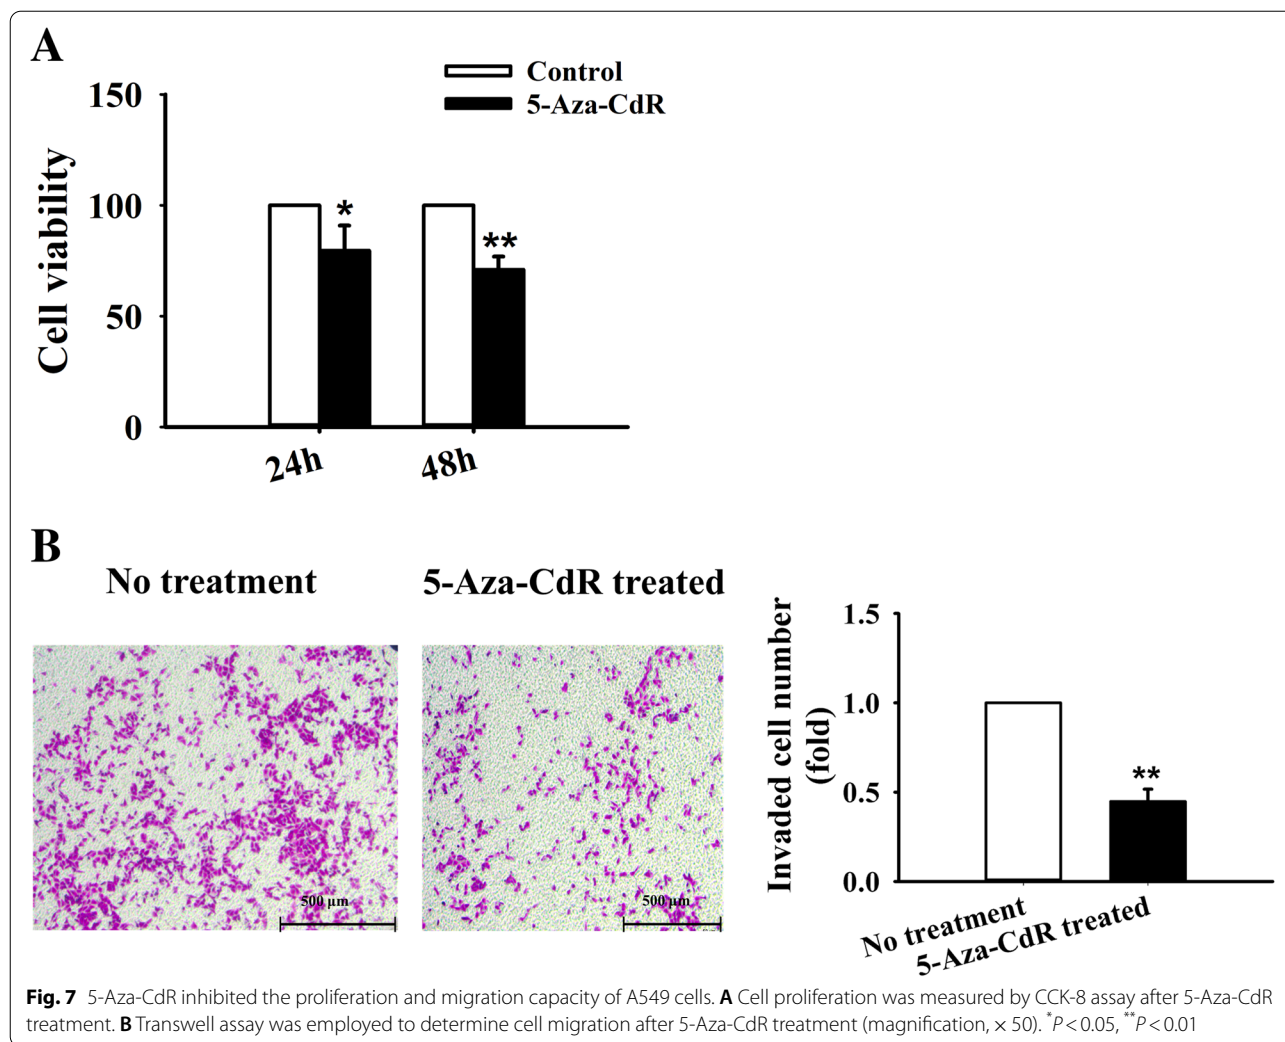 A
Control
5-Aza-CdR
150
100
50
0
Cell viability
*
**
24h
48h
B
No treatment
5-Aza-CdR treated
500 μm
500 μm
Invaded cell number
(fold)
1.5
1.0
0.5
0.0
**
No treatment
5-Aza-CdR treated
Fig. 7 5-Aza-CdR inhibited the proliferation and migration capacity of A549 cells. A Cell proliferation was measured by CCK-8 assay after 5-Aza-CdR
treatment. B Transwell assay was employed to determine cell migration after 5-Aza-CdR treatment (magnification, × 50). *P < 0.05, **P < 0.01